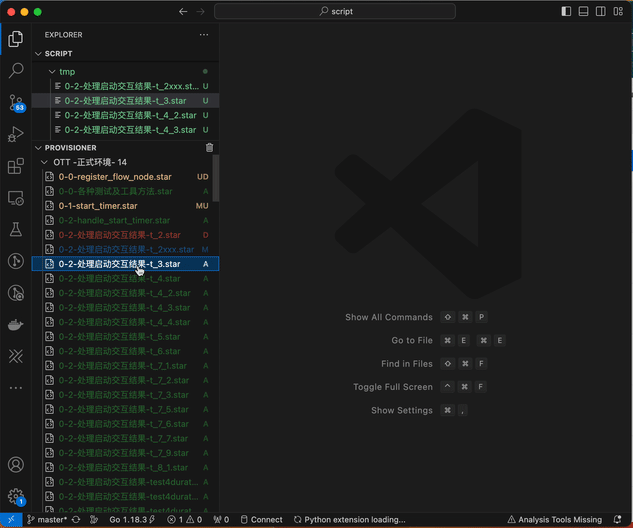 script
EXPLORER
SCRIPT
tmp
0-2-处理启动交互结果-t_2xxx.st... U
0-2-处理启动交互结果-t_3.star U
0-2-处理启动交互结果-t_4_2.star U
0-2-处理启动交互结果-t_4_3.star U
PROVISIONER
OTT -正式环境- 14
0-0-register_flow_node.star UD
0-0-各种测试及工具方法.star A
0-1-start_timer.star MU
0-2-handle_start_timer.star A
0-2-处理启动交互结果-t_2.star D
0-2-处理启动交互结果-t_2xxx.star M
0-2-处理启动交互结果-t_3.star A
0-2-处理启动交互结果-t_4.star A
0-2-处理启动交互结果-t_4_2.star A
0-2-处理启动交互结果-t_4_3.star A
0-2-处理启动交互结果-t_4_4.star A
0-2-处理启动交互结果-t_5.star A
0-2-处理启动交互结果-t_6.star A
0-2-处理启动交互结果-t_7_1.star A
0-2-处理启动交互结果-t_7_2.star A
0-2-处理启动交互结果-t_7_3.star A
0-2-处理启动交互结果-t_7_5.star A
0-2-处理启动交互结果-t_7_6.star A
0-2-处理启动交互结果-t_7_7.star A
0-2-处理启动交互结果-t_7_9.star A
0-2-处理启动交互结果-t_8_1.star A
0-2-处理启动交互结果-test4durat... A
0-2-处理启动交互结果-test4durat... A
0-2-处理启动交互结果-test4durat... A
53
1
Show All Commands ⇧ ⌘ P
Go to File ⌘ E ⌘ E
Find in Files ⇧ ⌘ F
Toggle Full Screen ^ ⌘ F
Show Settings ⌘ ,
master* Go 1.18.3 1 0 0 Connect Python extension loading... Analysis Tools Missing